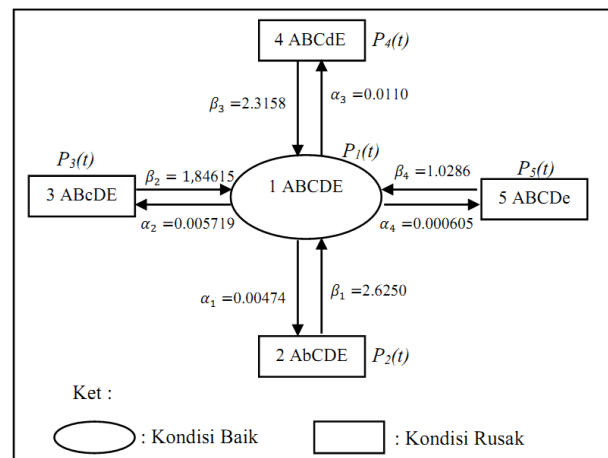 4 ABCdE
P₄(t)
β₃ =2.3158
α₃ =0.0110
P₃(t)
β₂ = 1,84615
P₁(t)
β₄ =1.0286
P₅(t)
3 ABcDE
1 ABCDE
5 ABCDe
α₂ =0.005719
α₄ =0.000605
α₁ =0.00474
β₁ =2.6250
2 AbCDE
P₂(t)
Ket :
: Kondisi Baik
: Kondisi Rusak